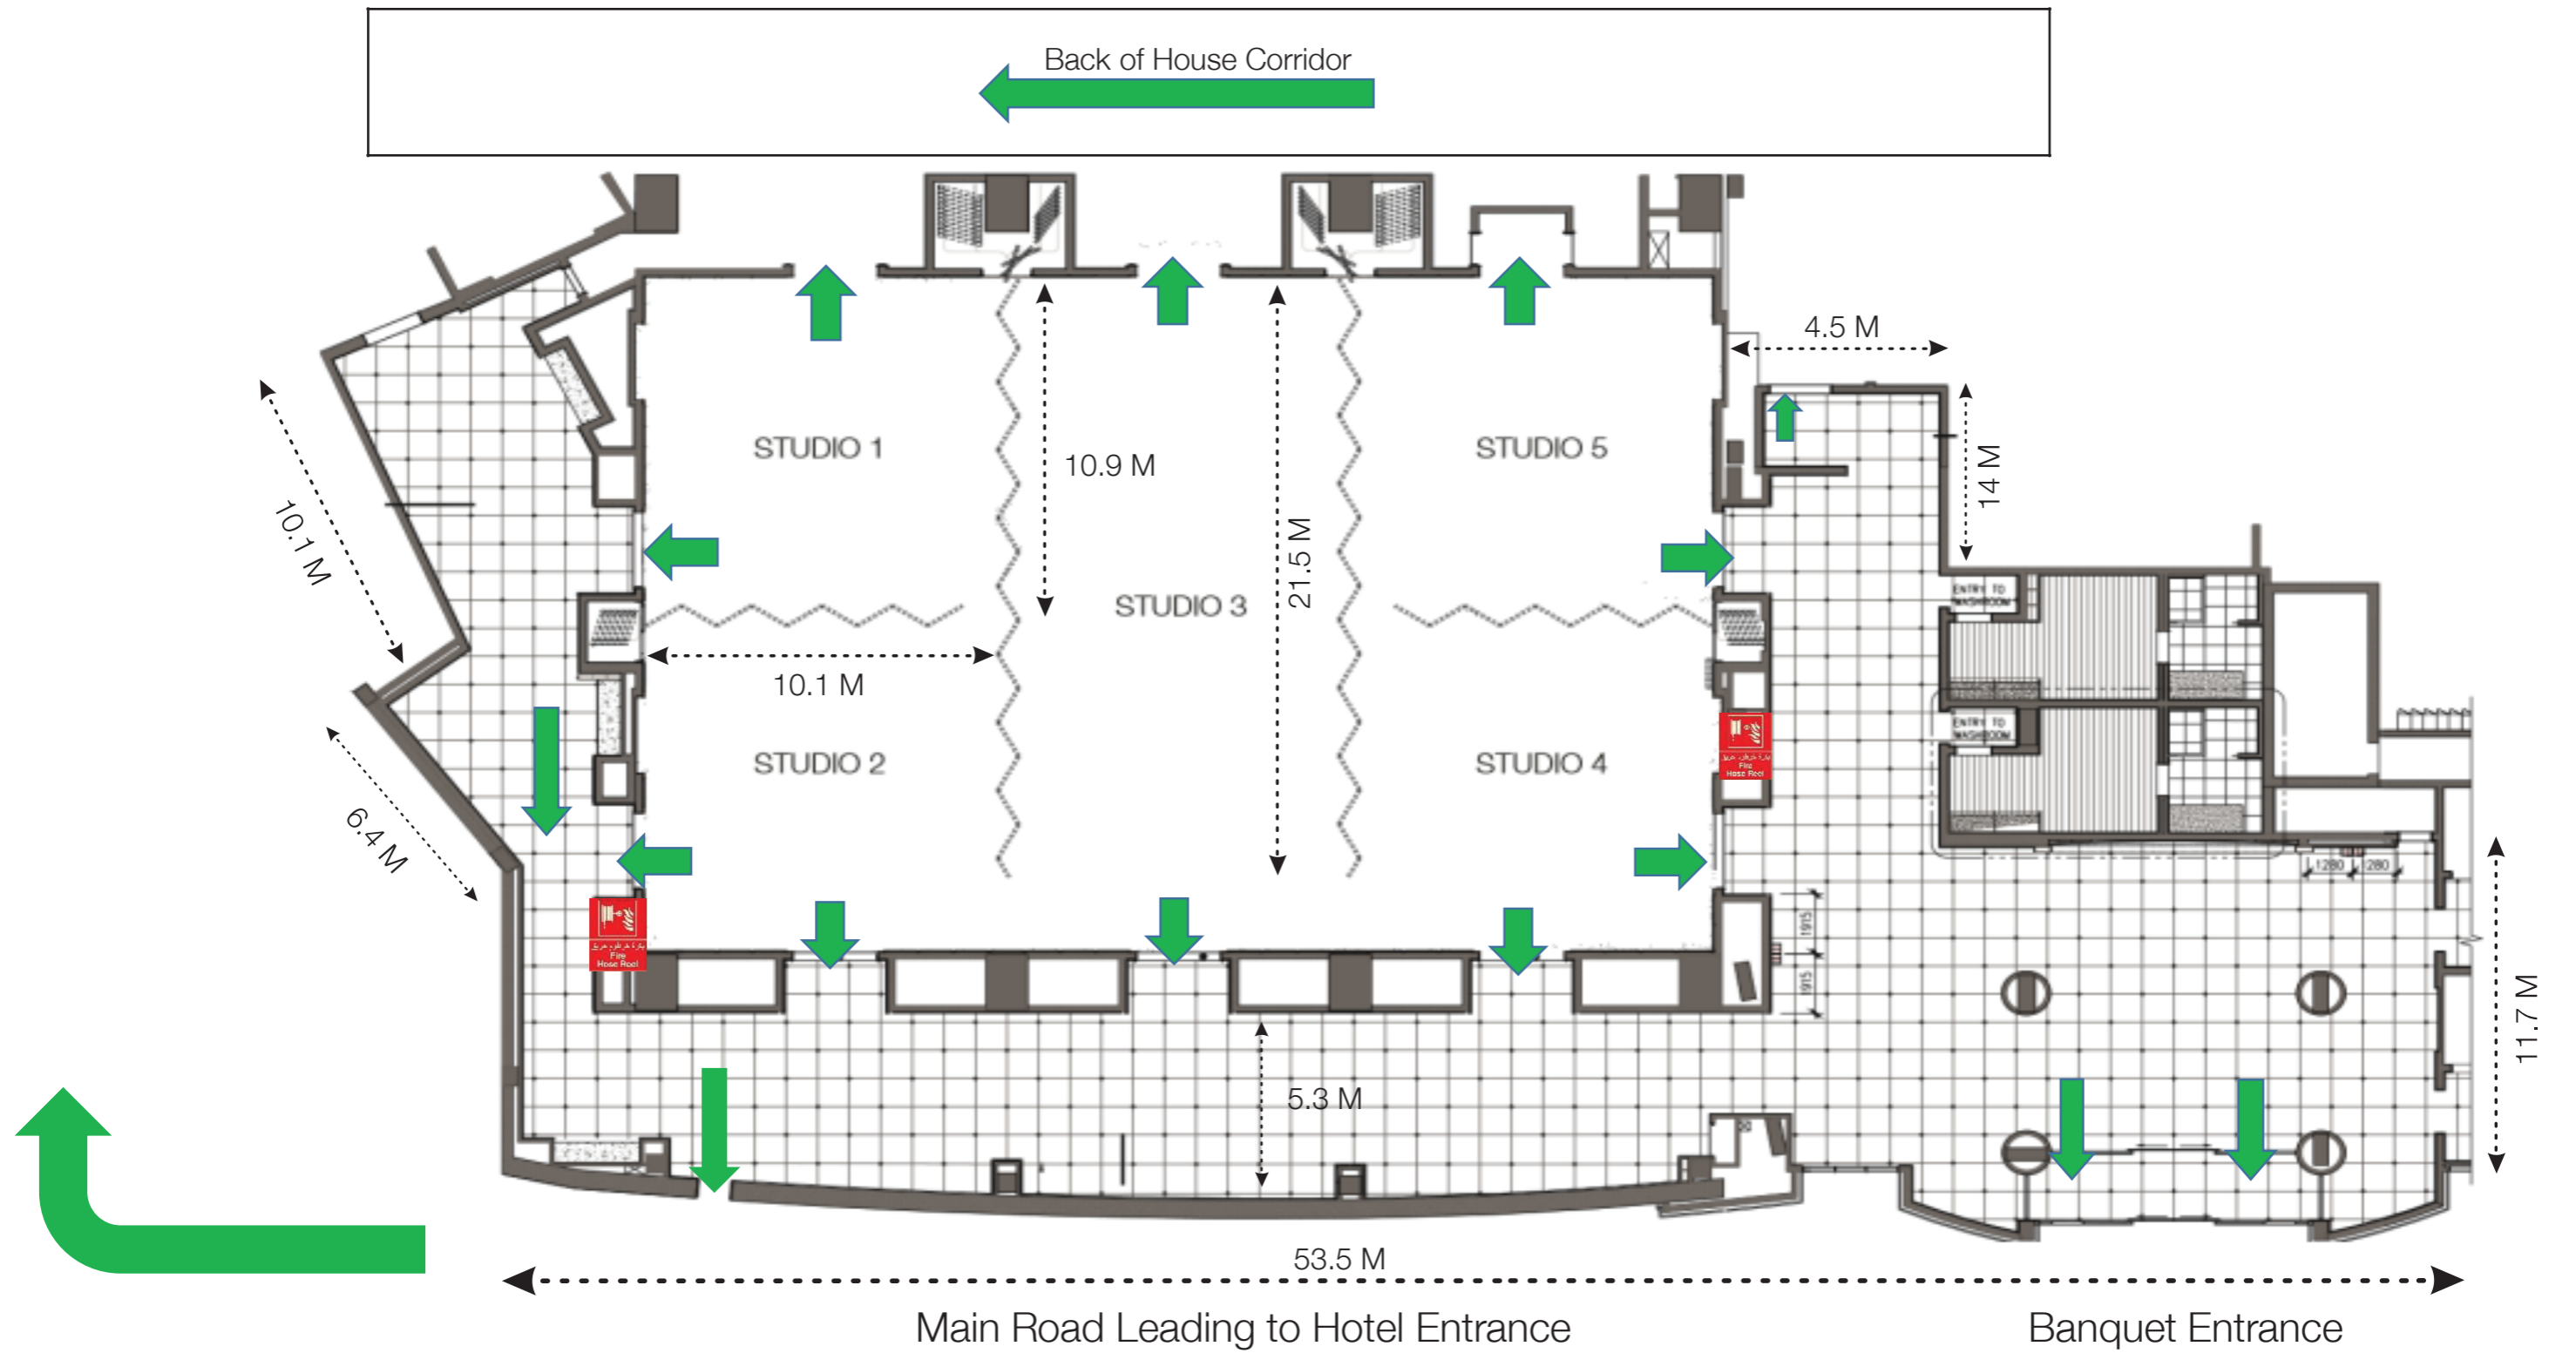 Back of House Corridor
4.5 M
STUDIO 1
STUDIO 5
10.9 M
14 M
10.1 M
21.5 M
STUDIO 3
ENTRY TO
WASHROOM
10.1 M
STUDIO 2
STUDIO 4
ENTRY TO
WASHROOM
Fire
Hose Reel
6.4 M
1280
1280
1915
Fire
Hose Reel
1915
11.7 M
5.3 M
53.5 M
Main Road Leading to Hotel Entrance
Banquet Entrance